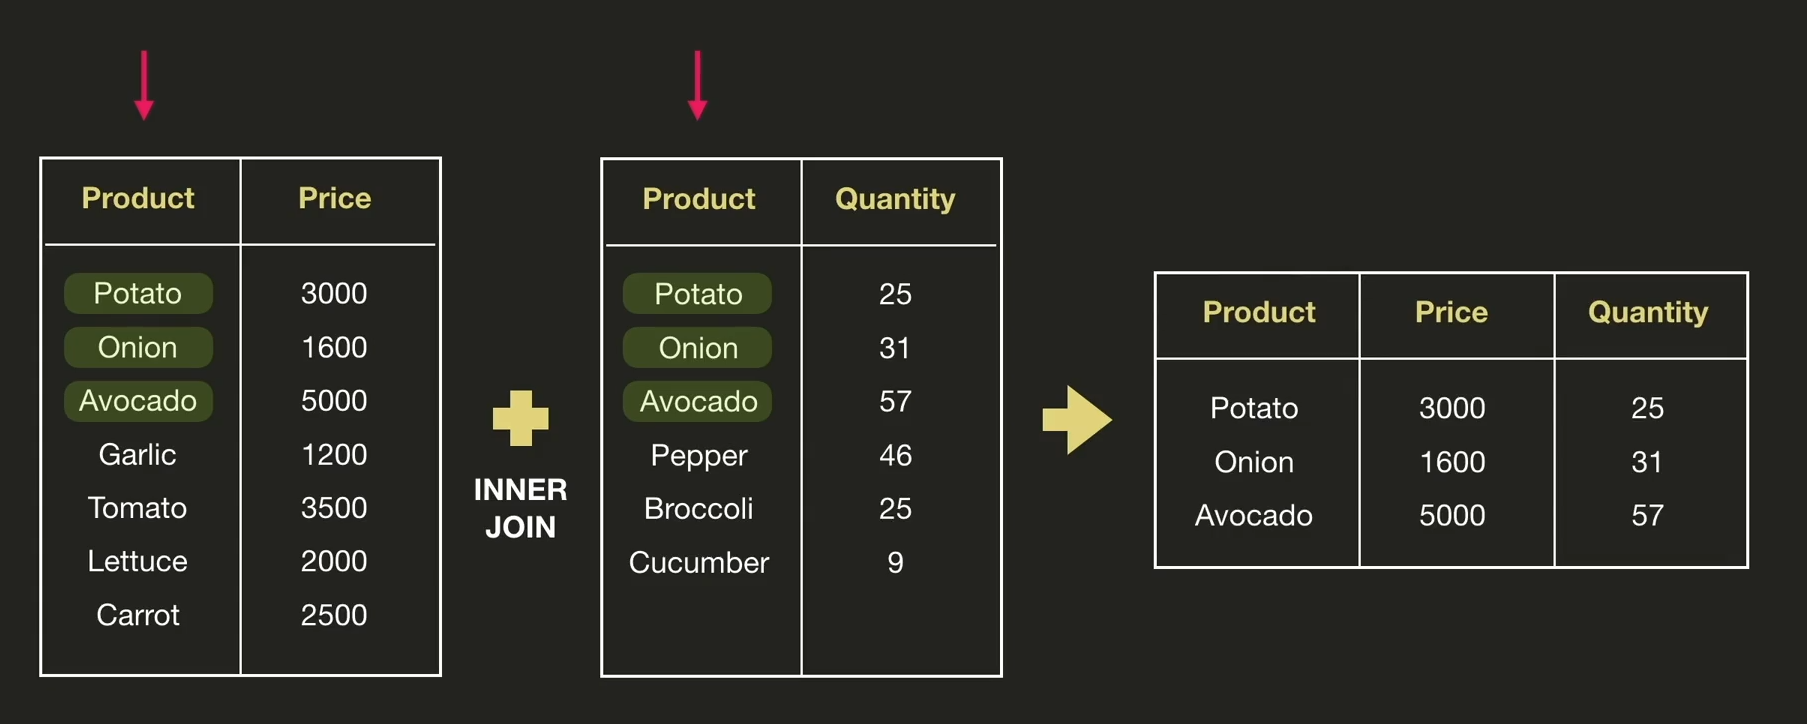 Product Price
Potato 3000
Onion 1600
Avocado 5000
Garlic 1200
Tomato 3500
Lettuce 2000
Carrot 2500
INNER
JOIN
Product Quantity
Potato 25
Onion 31
Avocado 57
Pepper 46
Broccoli 25
Cucumber 9
Product Price Quantity
Potato 3000 25
Onion 1600 31
Avocado 5000 57